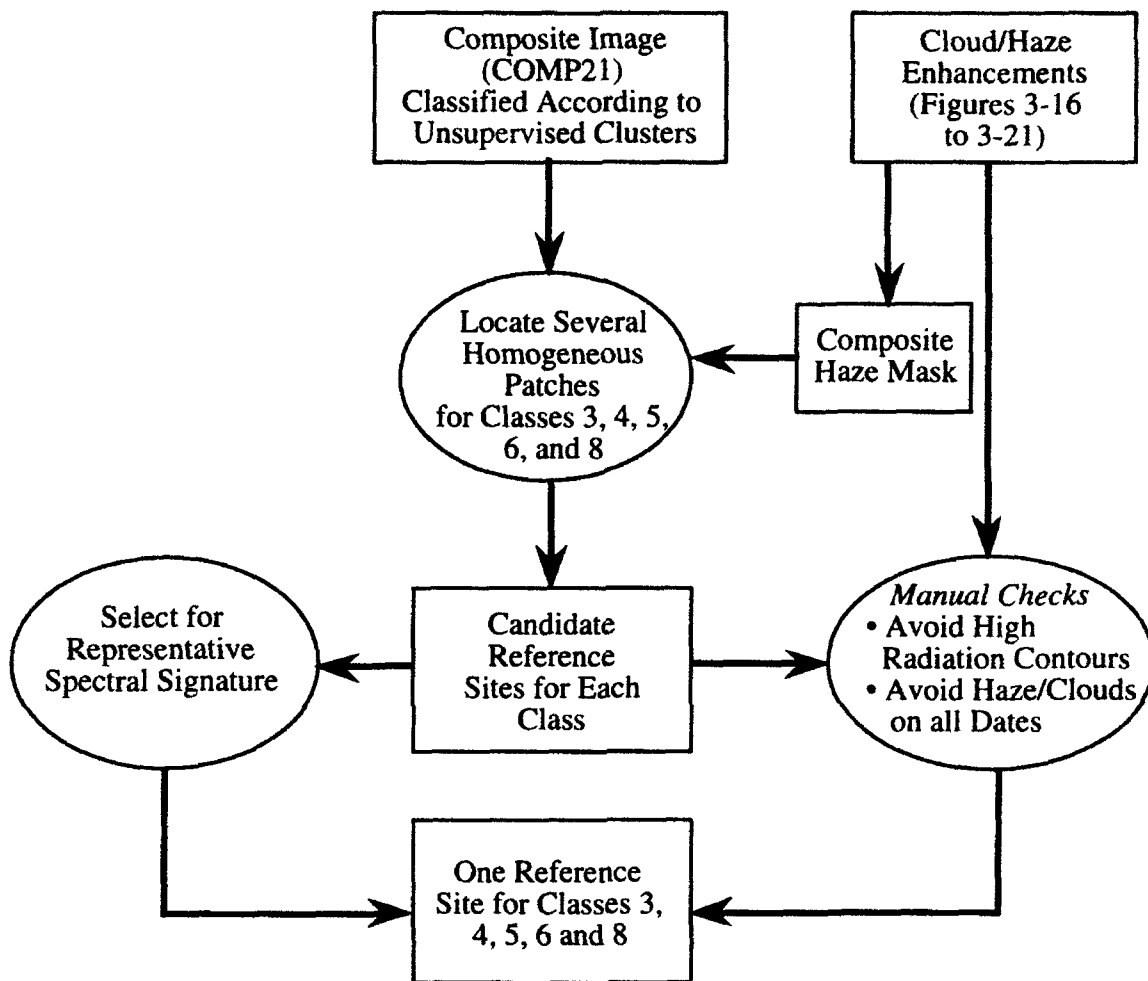 Composite Image
(COMP21)
Classified According to
Unsupervised Clusters
Cloud/Haze
Enhancements
(Figures 3-16
to 3-21)
Locate Several
Homogeneous
Patches
for Classes 3, 4, 5,
6, and 8
Composite
Haze Mask
Select for
Representative
Spectral Signature
Candidate
Reference
Sites for Each
Class
Manual Checks
• Avoid High
Radiation Contours
• Avoid Haze/Clouds
on all Dates
One Reference
Site for Classes 3,
4, 5, 6 and 8